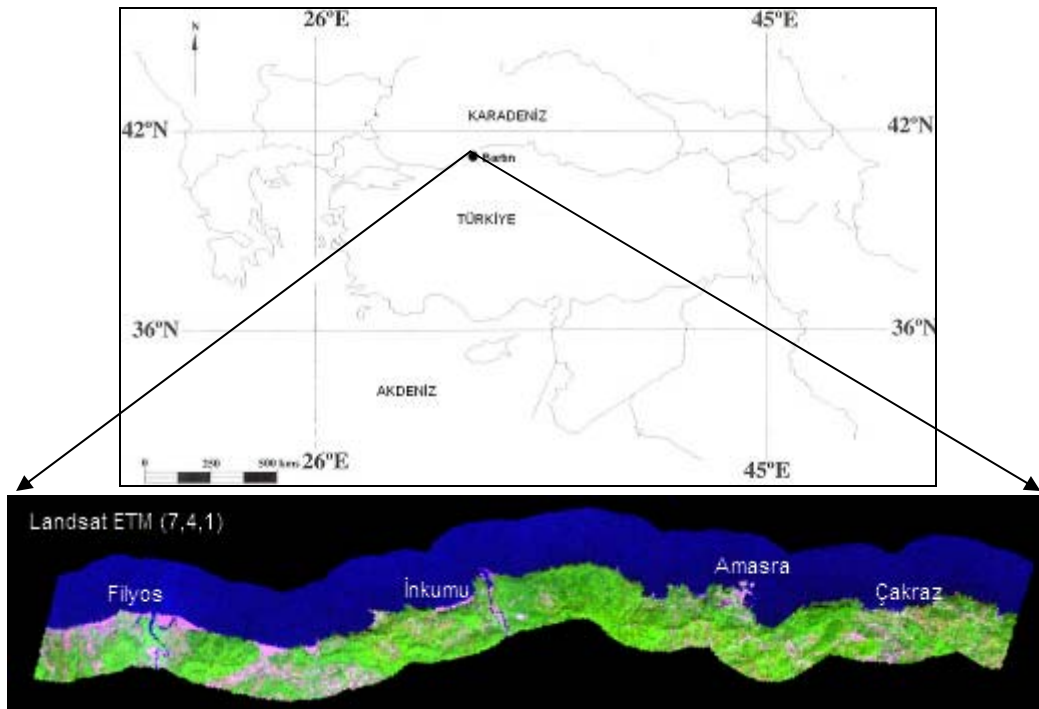 26ºE 45ºE
N
KARADENİZ
42ºN 42ºN
Bartın
TÜRKİYE
36ºN 36ºN
AKDENİZ
0 250 500 kms 26ºE 45ºE
Landsat ETM (7,4,1)
Filyos İnkumu Amasra Çakraz